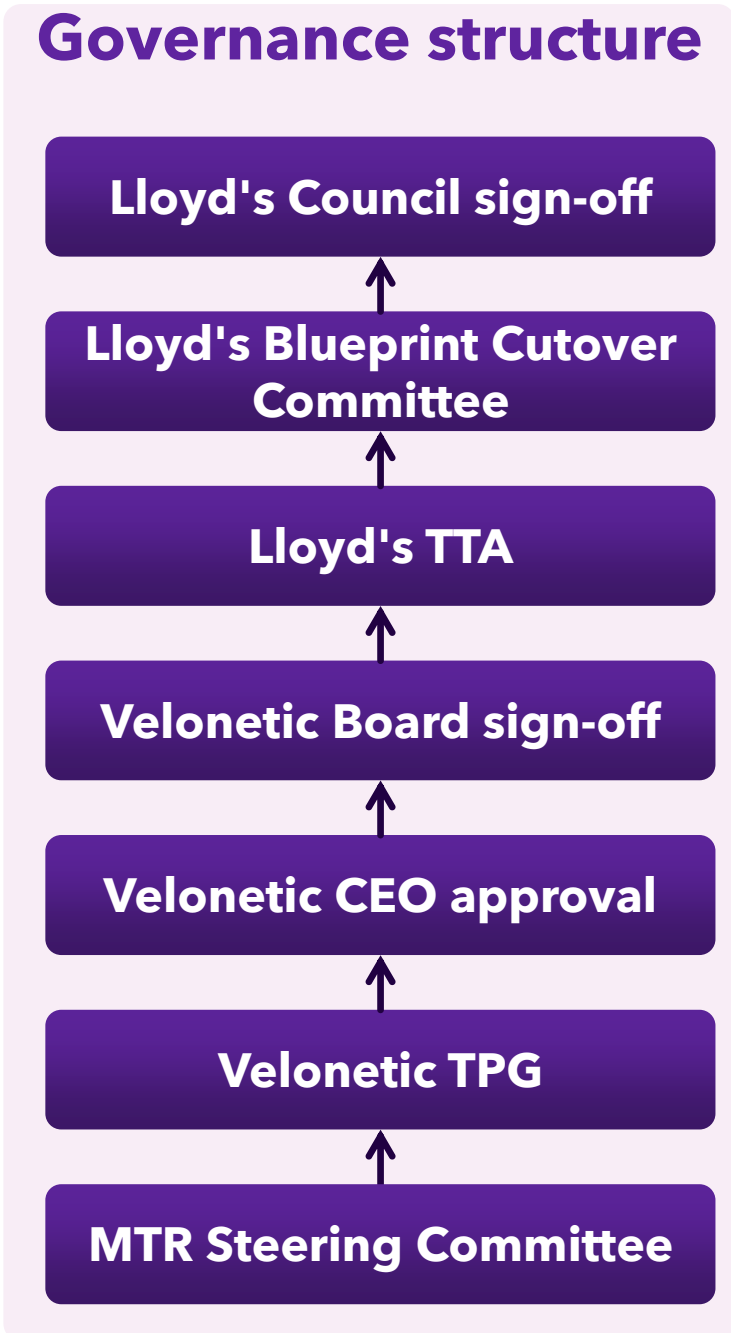 Governance structure
Lloyd's Council sign-off
Lloyd's Blueprint Cutover
Committee
Lloyd's TTA
Velonetic Board sign-off
Velonetic CEO approval
Velonetic TPG
MTR Steering Committee